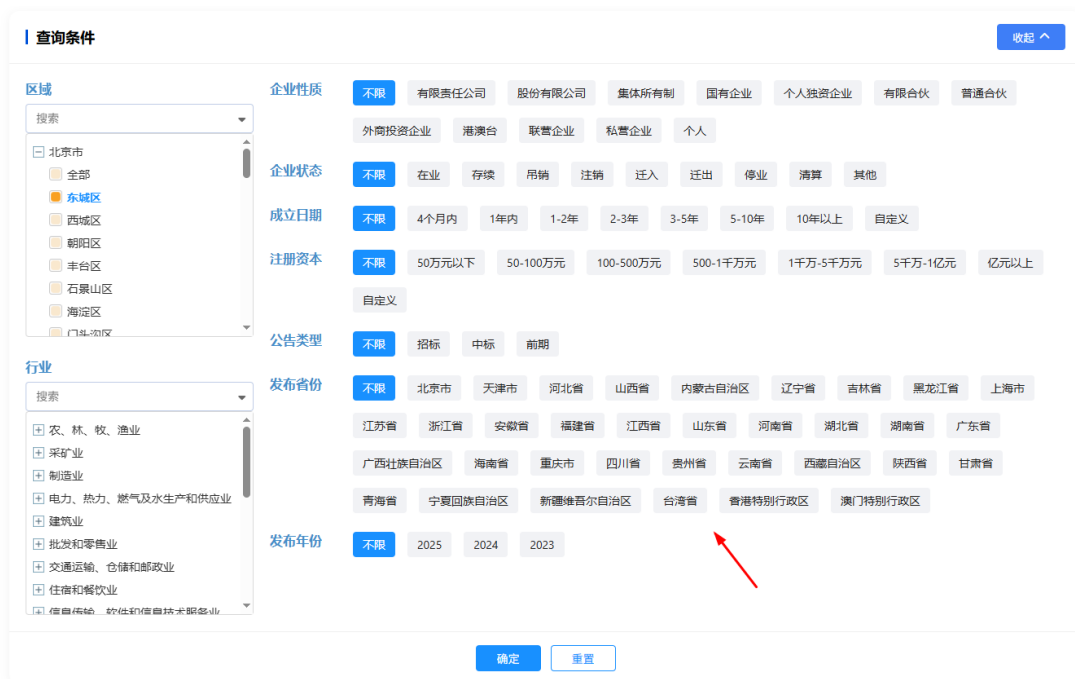 查询条件
收起
区域
搜索
北京市
全部
东城区
西城区
朝阳区
丰台区
石景山区
海淀区
门头沟区
行业
搜索
农、林、牧、渔业
采矿业
制造业
电力、热力、燃气及水生产和供应业
建筑业
批发和零售业
交通运输、仓储和邮政业
住宿和餐饮业
信息传输、软件和信息技术服务业
企业性质 不限 有限责任公司 股份有限公司 集体所有制 国有企业 个人独资企业 有限合伙 普通合伙
外商投资企业 港澳台 联营企业 私营企业 个人
企业状态 不限 在业 存续 吊销 注销 迁入 迁出 停业 清算 其他
成立日期 不限 4个月内 1年内 1-2年 2-3年 3-5年 5-10年 10年以上 自定义
注册资本 不限 50万元以下 50-100万元 100-500万元 500-1千万元 1千万-5千万元 5千万-1亿元 亿元以上
自定义
公告类型 不限 招标 中标 前期
发布省份 不限 北京市 天津市 河北省 山西省 内蒙古自治区 辽宁省 吉林省 黑龙江省 上海市
江苏省 浙江省 安徽省 福建省 江西省 山东省 河南省 湖北省 湖南省 广东省
广西壮族自治区 海南省 重庆市 四川省 贵州省 云南省 西藏自治区 陕西省 甘肃省
青海省 宁夏回族自治区 新疆维吾尔自治区 台湾省 香港特别行政区 澳门特别行政区
发布年份 不限 2025 2024 2023
确定 重置